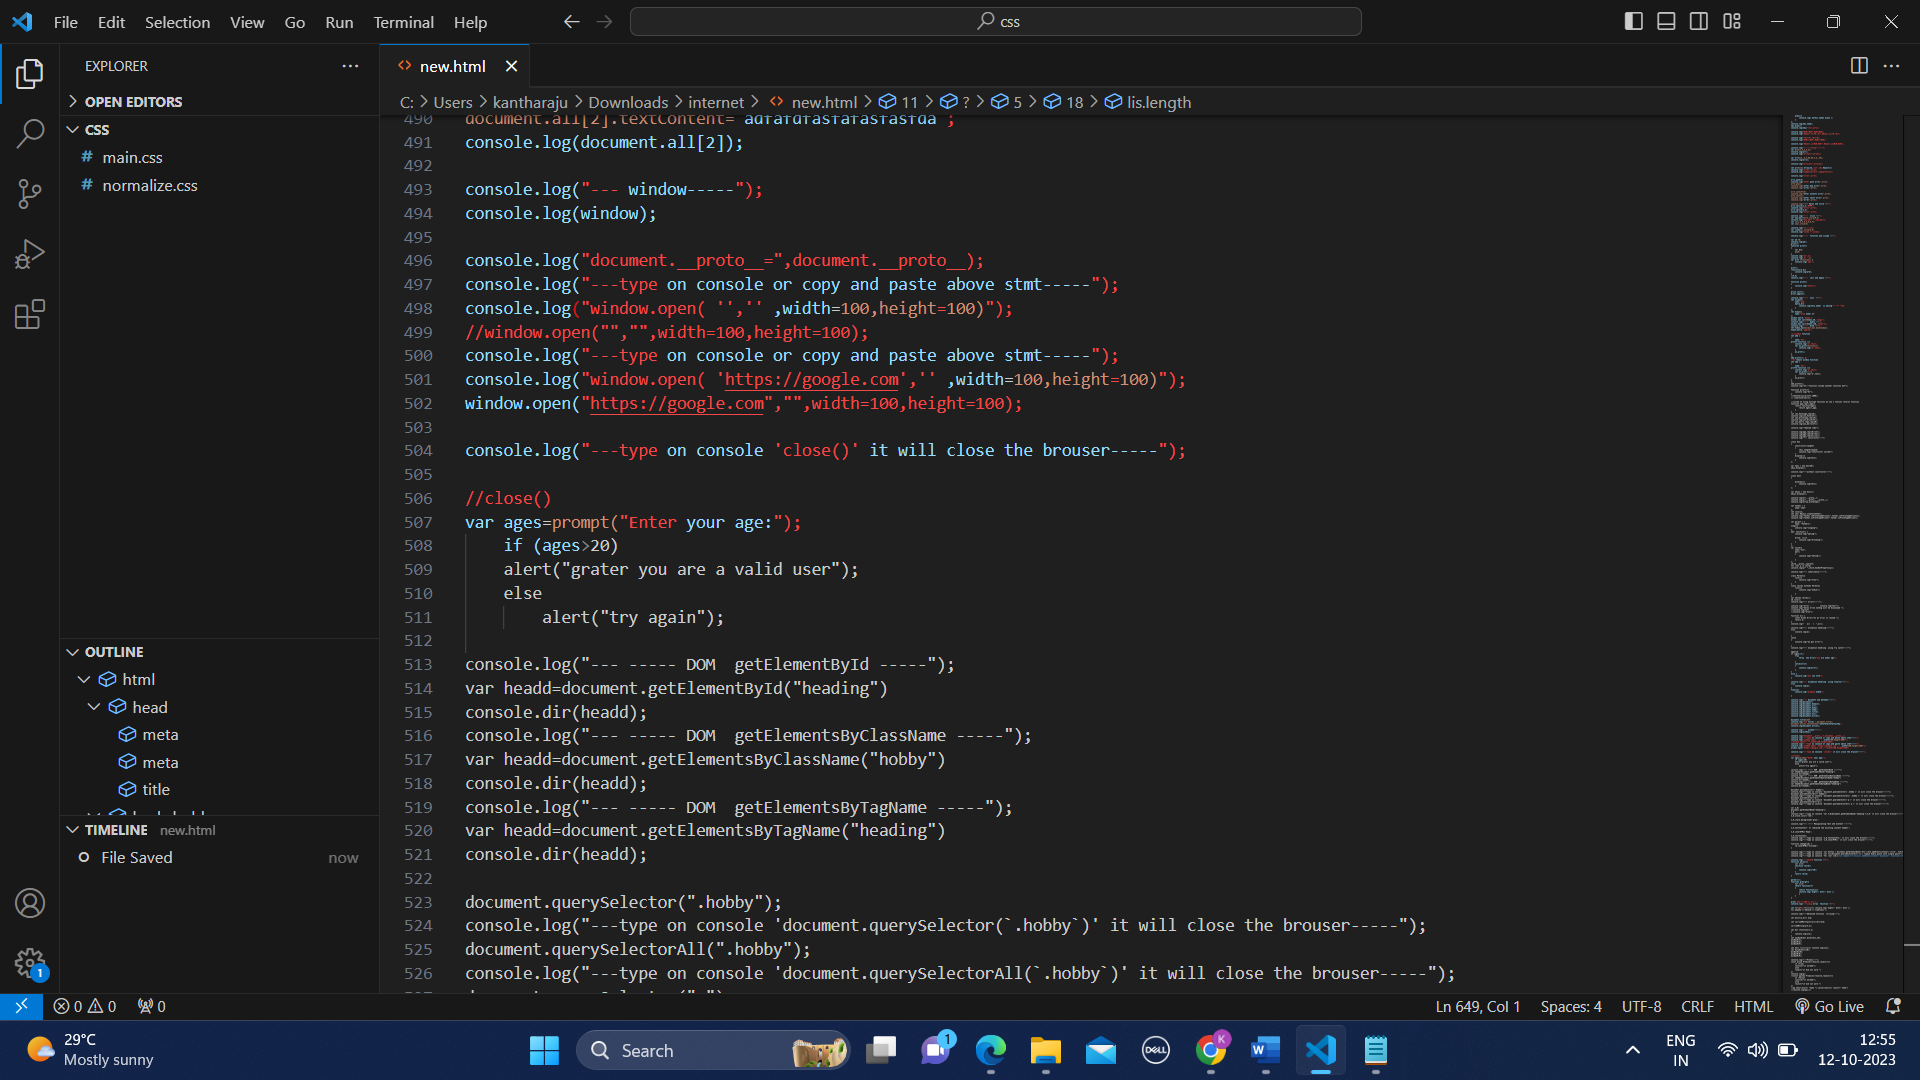 File Edit Selection View Go Run Terminal Help
css
EXPLORER
new.html
OPEN EDITORS
C: > Users > kantharaju > Downloads > internet > new.html > 11 > ? > 5 > 18 > lis.length
CSS
main.css
normalize.css
490 document.all[2].textContent="adfafdfasfafasfasfda";
491 console.log(document.all[2]);
492
493 console.log("--- window-----");
494 console.log(window);
495
496 console.log("document.__proto__=",document.__proto__);
497 console.log("---type on console or copy and paste above stmt-----");
498 console.log("window.open( '','' ,width=100,height=100)");
499 //window.open("","",width=100,height=100);
500 console.log("---type on console or copy and paste above stmt-----");
501 console.log("window.open( 'https://google.com','' ,width=100,height=100)");
502 window.open("https://google.com","",width=100,height=100);
503
504 console.log("---type on console 'close()' it will close the brouser-----");
505
506 //close()
507 var ages=prompt("Enter your age:");
508 if (ages>20)
509 alert("grater you are a valid user");
510 else
511 alert("try again");
512
513 console.log("--- ----- DOM  getElementById -----");
514 var headd=document.getElementById("heading")
515 console.dir(headd);
516 console.log("--- ----- DOM  getElementsByClassName -----");
517 var headd=document.getElementsByClassName("hobby")
518 console.dir(headd);
519 console.log("--- ----- DOM  getElementsByTagName -----");
520 var headd=document.getElementsByTagName("heading")
521 console.dir(headd);
522
523 document.querySelector(".hobby");
524 console.log("---type on console 'document.querySelector(`.hobby`)' it will close the brouser-----");
525 document.querySelectorAll(".hobby");
526 console.log("---type on console 'document.querySelectorAll(`.hobby`)' it will close the brouser-----");
OUTLINE
html
head
meta
meta
title
TIMELINE new.html
File Saved now
1
0 0 0
Ln 649, Col 1 Spaces: 4 UTF-8 CRLF HTML Go Live
29°C
Mostly sunny
Search
1
DELL
K
W
ENG
IN
12:55
12-10-2023